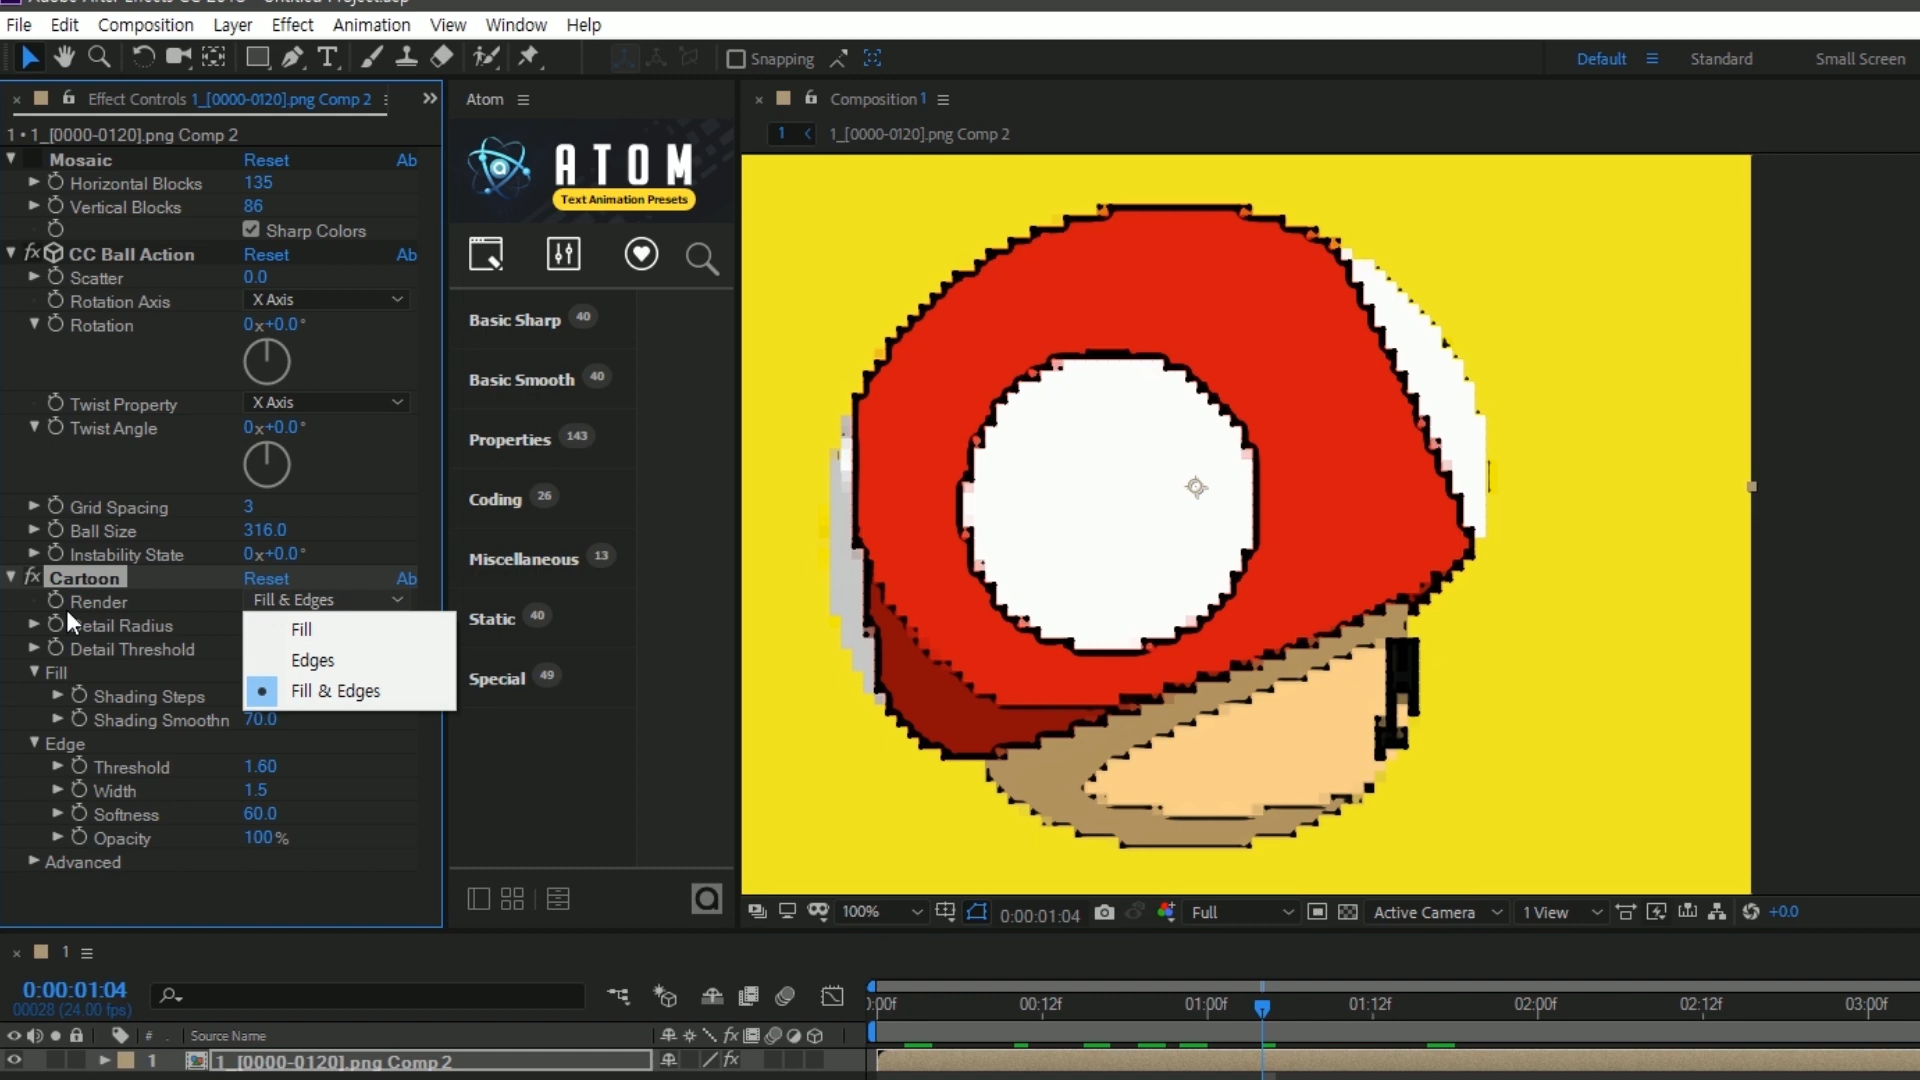 File Edit Composition Layer Effect Animation View Window Help
Snapping Default Standard Small Screen
Effect Controls 1_[0000-0120].png Comp 2
1 • 1_[0000-0120].png Comp 2
Mosaic Reset Ab
Horizontal Blocks 135
Vertical Blocks 86
Sharp Colors
fx CC Ball Action Reset Ab
Scatter 0.0
Rotation Axis X Axis
Rotation 0x+0.0°
Twist Property X Axis
Twist Angle 0x+0.0°
Grid Spacing 3
Ball Size 316.0
Instability State 0x+0.0°
fx Cartoon Reset Ab
Render Fill & Edges
Detail Radius
Detail Threshold
Fill
Edges
Fill & Edges
Fill
Shading Steps
Shading Smoothn 70.0
Edge
Threshold 1.60
Width 1.5
Softness 60.0
Opacity 100%
Advanced
Atom
ATOM
Text Animation Presets
Basic Sharp 40
Basic Smooth 40
Properties 143
Coding 26
Miscellaneous 13
Static 40
Special 49
Composition 1
1 1_[0000-0120].png Comp 2
100% 0:00:01:04 Full Active Camera 1 View +0.0
1
0:00:01:04
00028 (24.00 fps)
:00f 00:12f 01:00f 01:12f 02:00f 02:12f 03:00f
# Source Name fx
1 1_[0000-0120].png Comp 2 fx